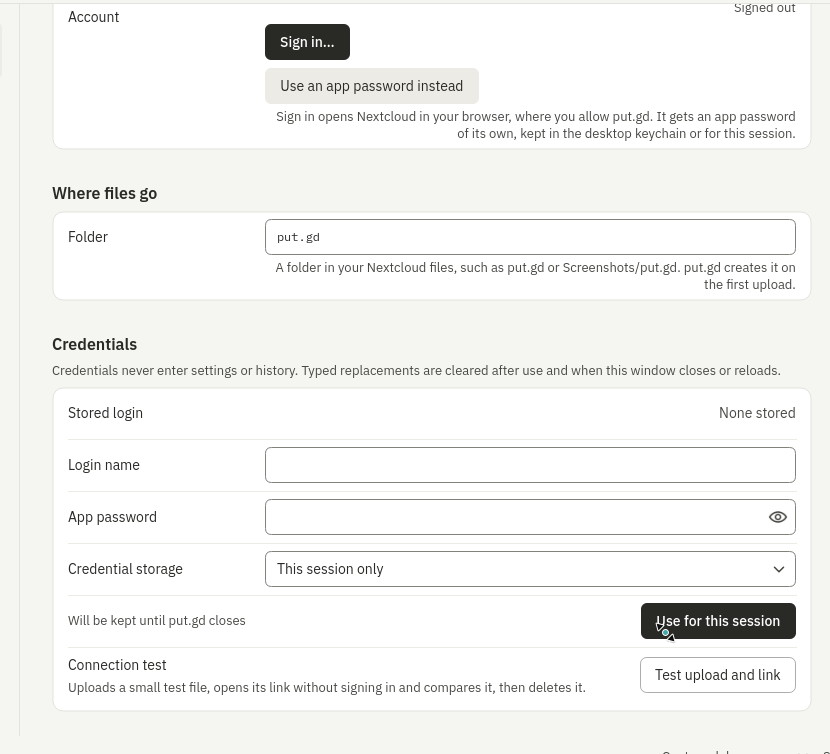 Signed out
Account
Sign in...
Use an app password instead
Sign in opens Nextcloud in your browser, where you allow put.gd. It gets an app password
of its own, kept in the desktop keychain or for this session.
Where files go
Folder
put.gd
A folder in your Nextcloud files, such as put.gd or Screenshots/put.gd. put.gd creates it on
the first upload.
Credentials
Credentials never enter settings or history. Typed replacements are cleared after use and when this window closes or reloads.
Stored login
None stored
Login name
App password
Credential storage
This session only
Will be kept until put.gd closes
Use for this session
Connection test
Uploads a small test file, opens its link without signing in and compares it, then deletes it.
Test upload and link